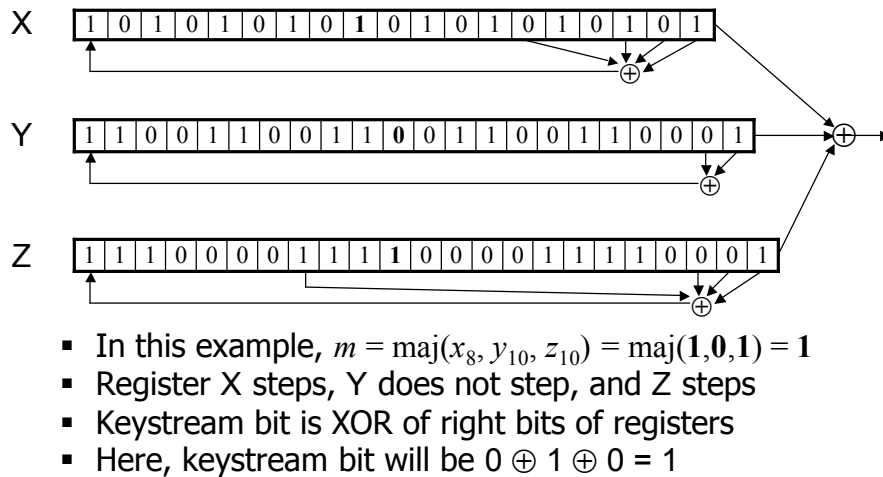 X 1 0 1 0 1 0 1 0 1 0 1 0 1 0 1 0 1 0 1
⊕
Y 1 1 0 0 1 1 0 0 1 1 0 0 1 1 0 0 1 1 0 0 0 1 ⊕
⊕
Z 1 1 1 0 0 0 0 1 1 1 1 0 0 0 0 1 1 1 1 0 0 0 1
⊕
▪ In this example, m = maj(x8, y10, z10) = maj(1,0,1) = 1
▪ Register X steps, Y does not step, and Z steps
▪ Keystream bit is XOR of right bits of registers
▪ Here, keystream bit will be 0 ⊕ 1 ⊕ 0 = 1